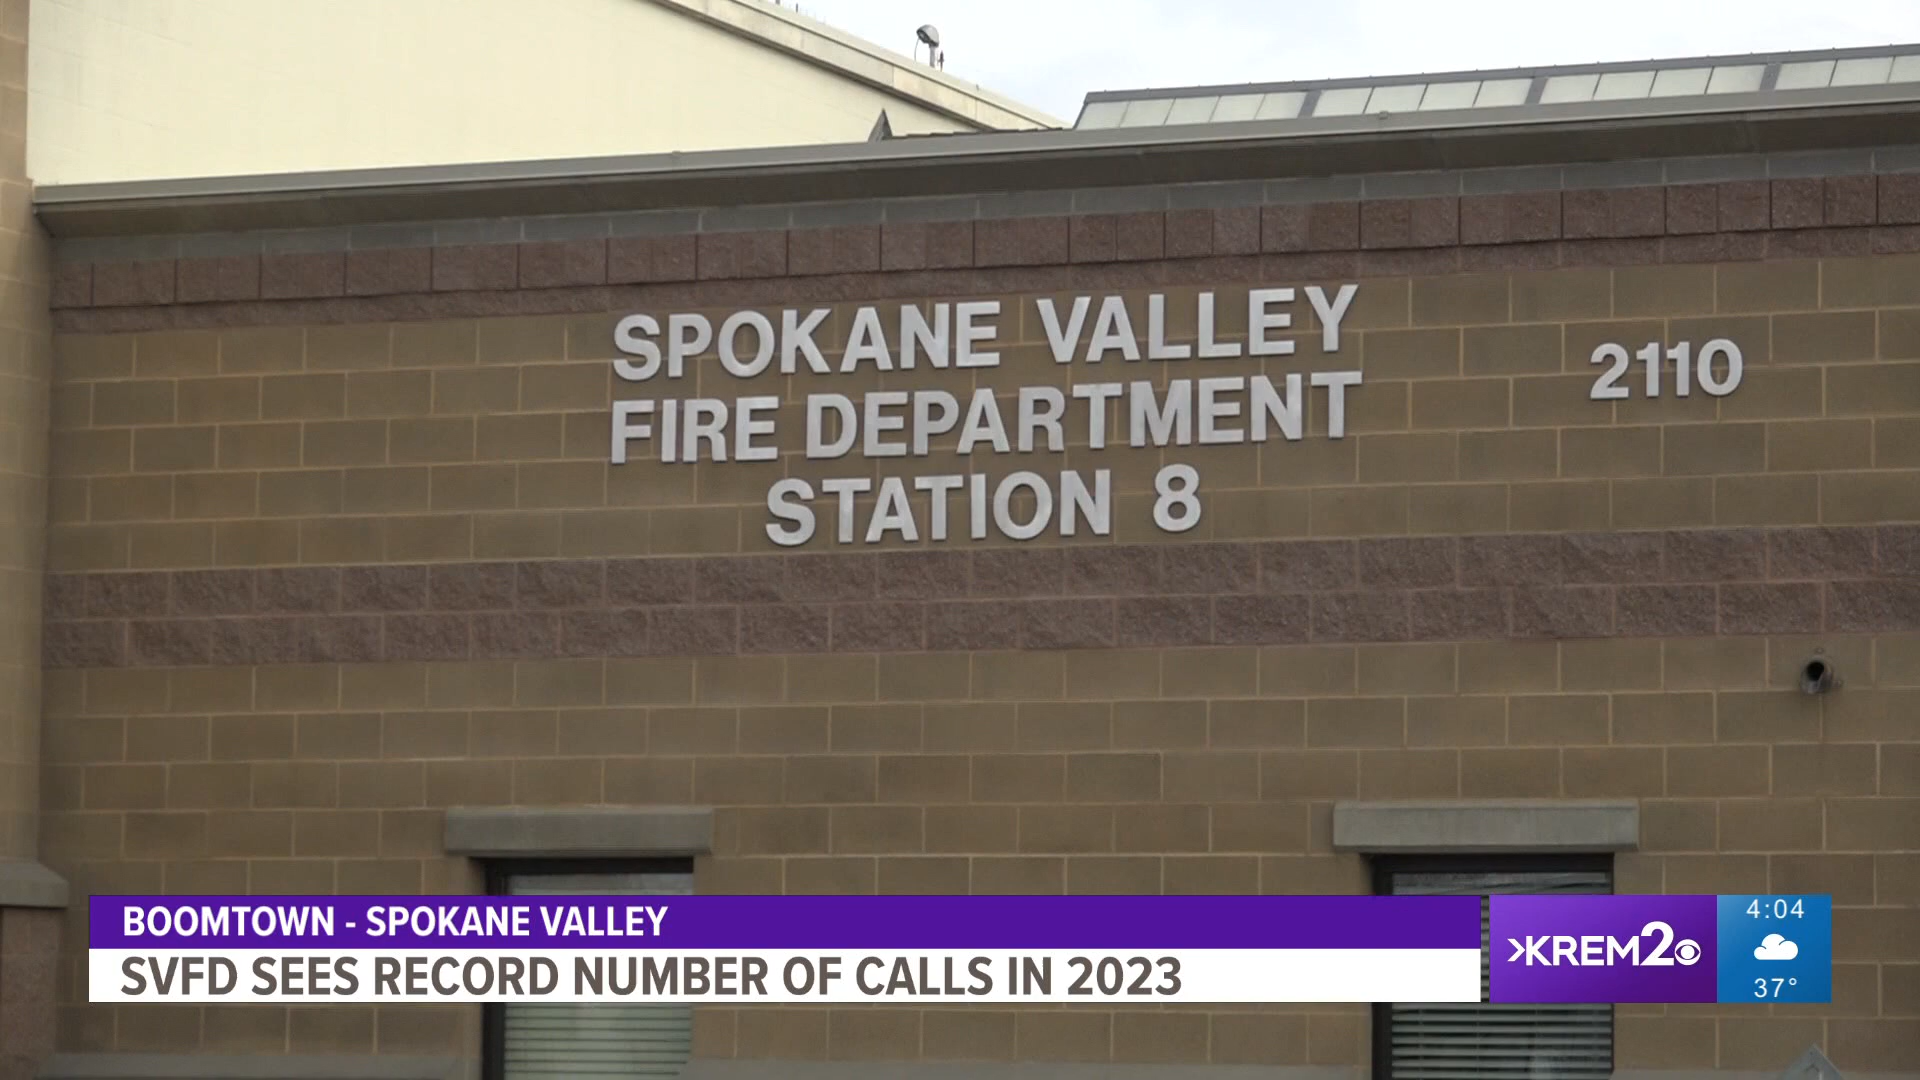 SPOKANE VALLEY
FIRE DEPARTMENT
STATION 8
2110
BOOMTOWN - SPOKANE VALLEY
SVFD SEES RECORD NUMBER OF CALLS IN 2023
KREM2
4:04
37°